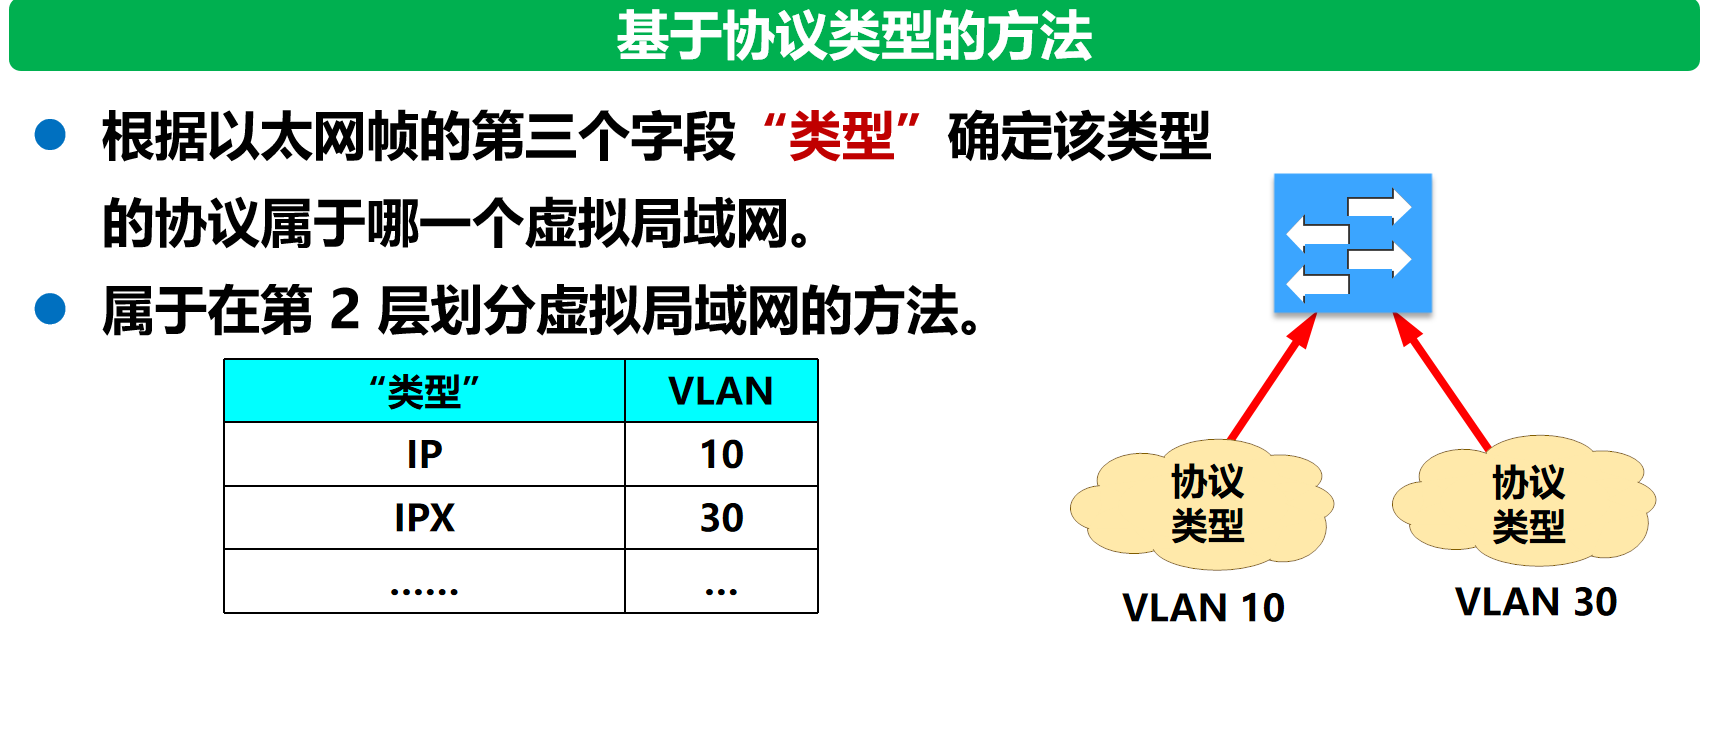 基于协议类型的方法
根据以太网帧的第三个字段“类型”确定该类型
的协议属于哪一个虚拟局域网。
属于在第 2 层划分虚拟局域网的方法。
“类型” VLAN
IP 10
IPX 30
…… …
协议
类型
VLAN 10
协议
类型
VLAN 30